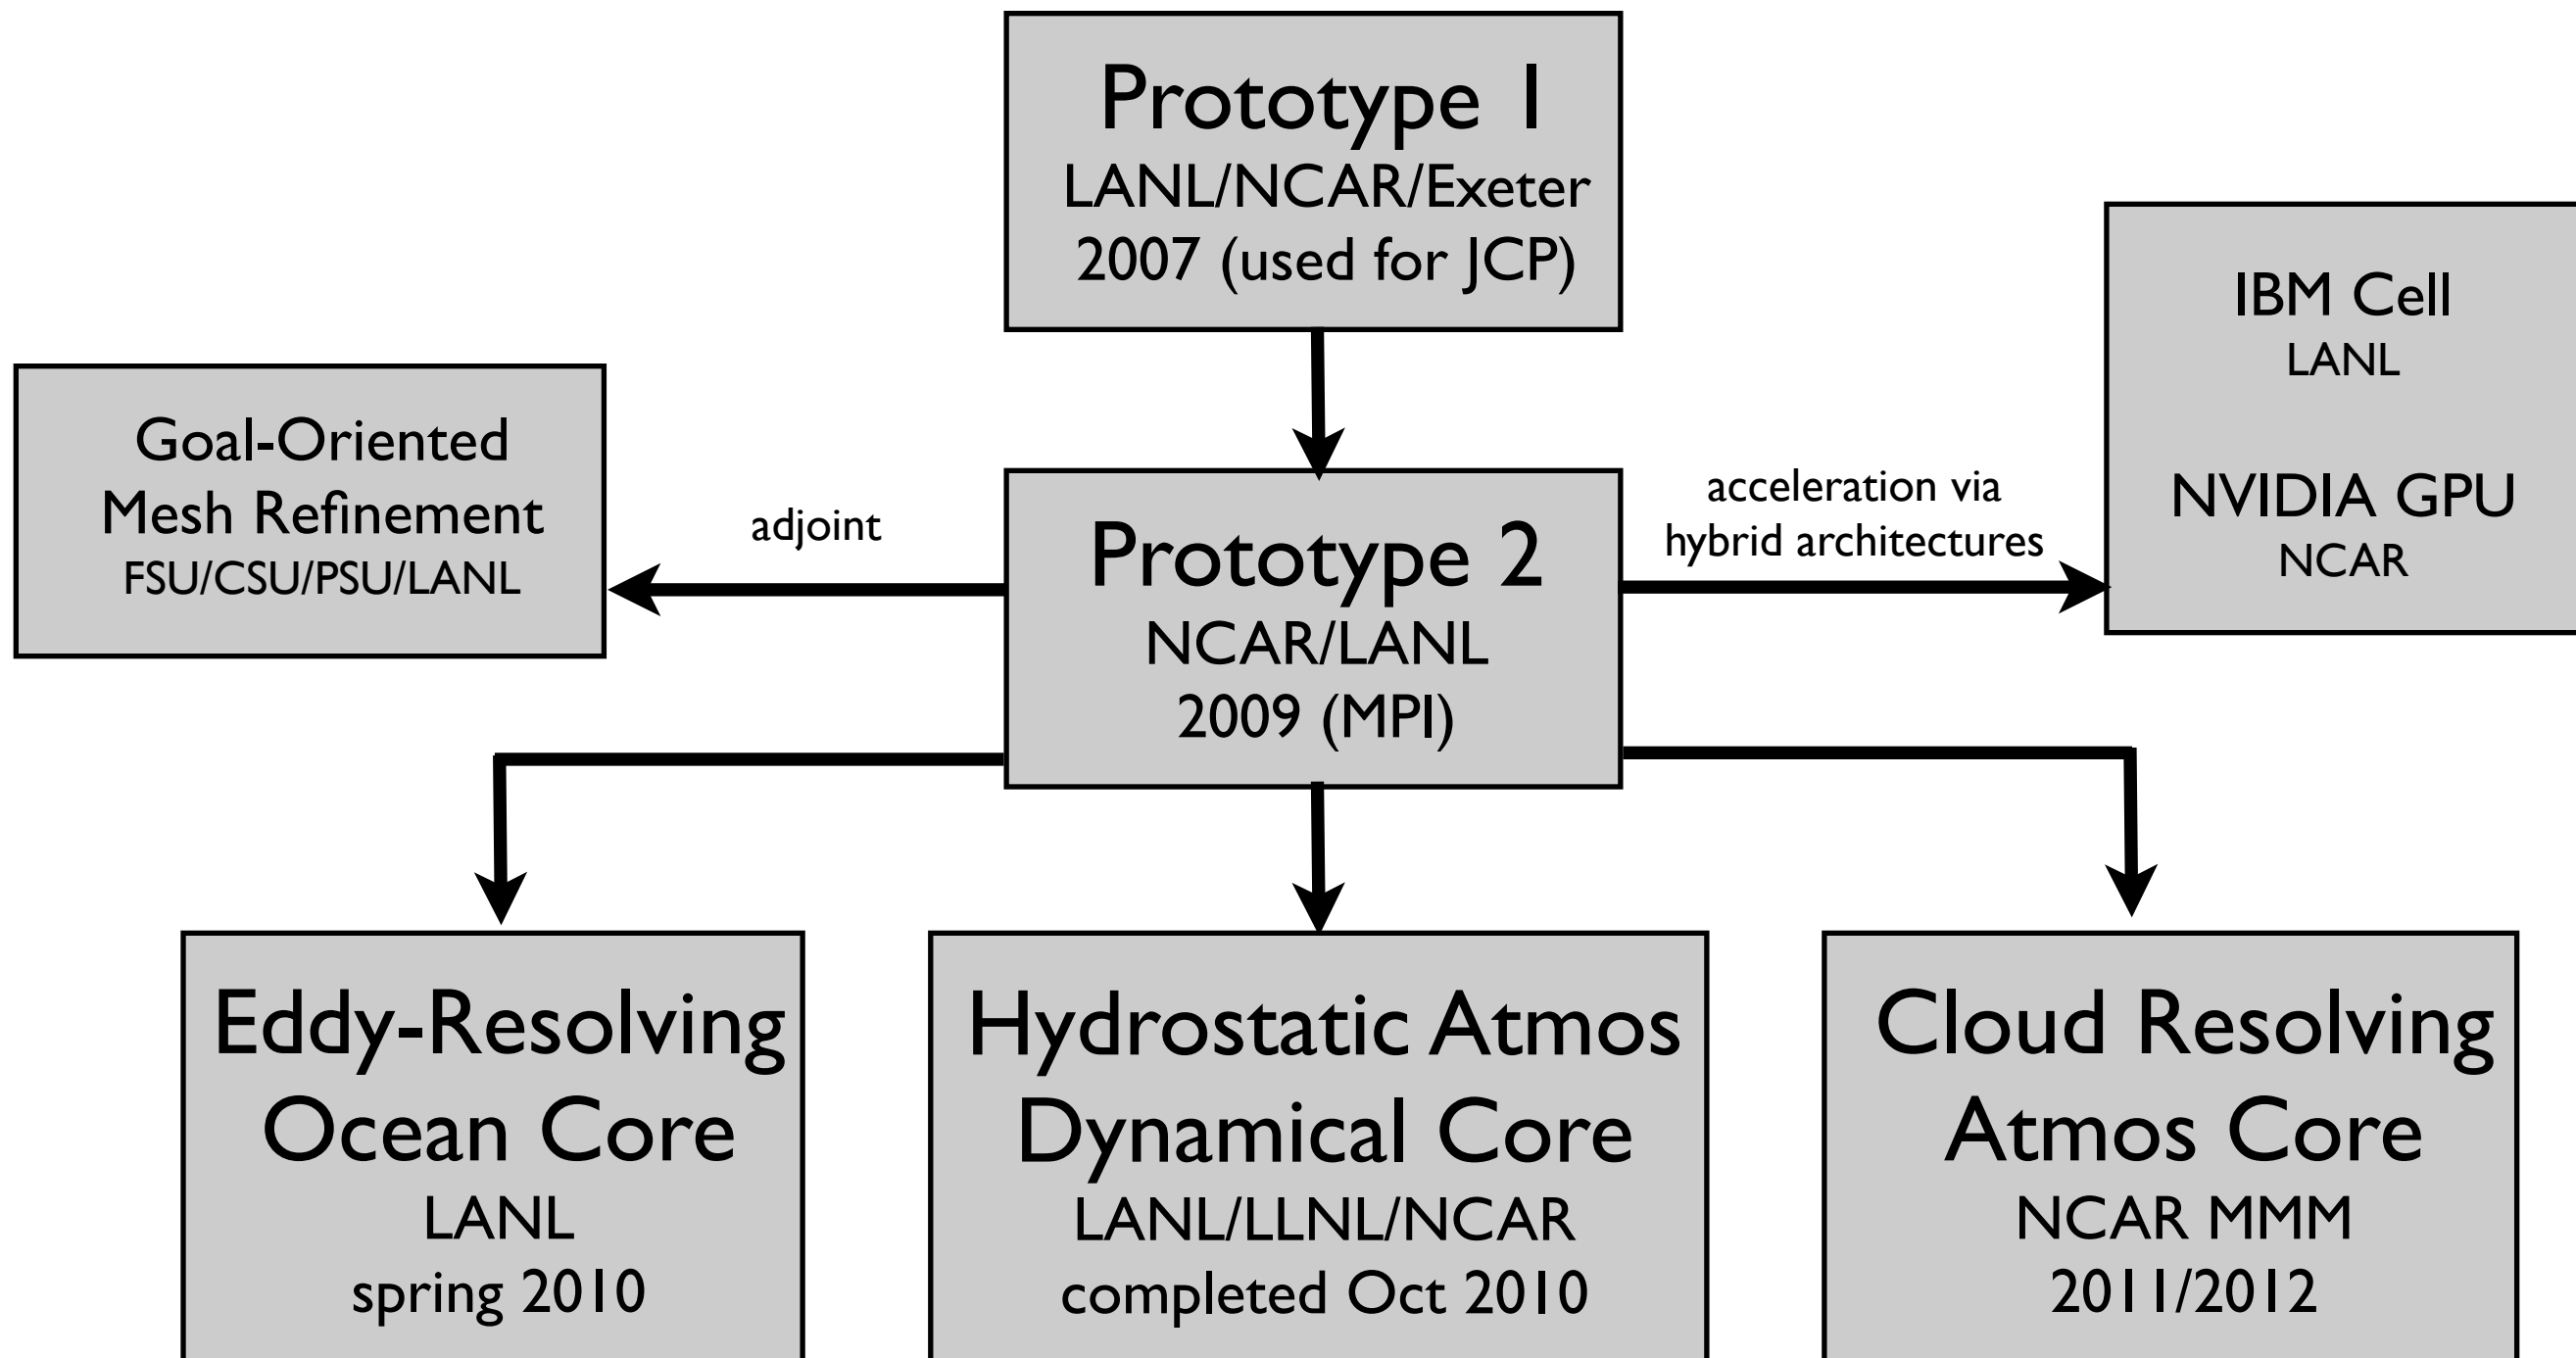 Prototype 1
LANL/NCAR/Exeter
2007 (used for JCP)
IBM Cell
LANL
NVIDIA GPU
NCAR
Goal-Oriented
Mesh Refinement
FSU/CSU/PSU/LANL
adjoint
Prototype 2
NCAR/LANL
2009 (MPI)
acceleration via
hybrid architectures
Eddy-Resolving
Ocean Core
LANL
spring 2010
Hydrostatic Atmos
Dynamical Core
LANL/LLNL/NCAR
completed Oct 2010
Cloud Resolving
Atmos Core
NCAR MMM
2011/2012